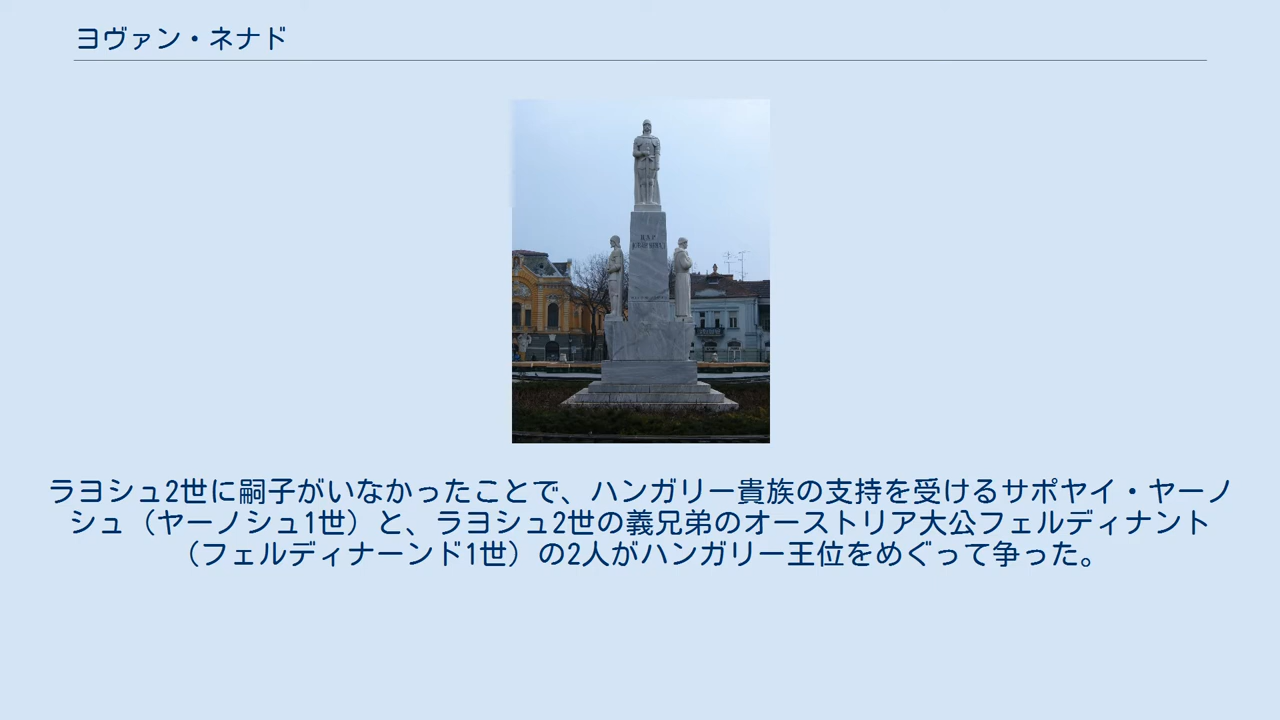 ヨヴァン・ネナド
ラヨシュ2世に嗣子がいなかったことで、ハンガリー貴族の支持を受けるサポヤイ・ヤーノ
シュ（ヤーノシュ1世）と、ラヨシュ2世の義兄弟のオーストリア大公フェルディナント
（フェルディナーンド1世）の2人がハンガリー王位をめぐって争った。